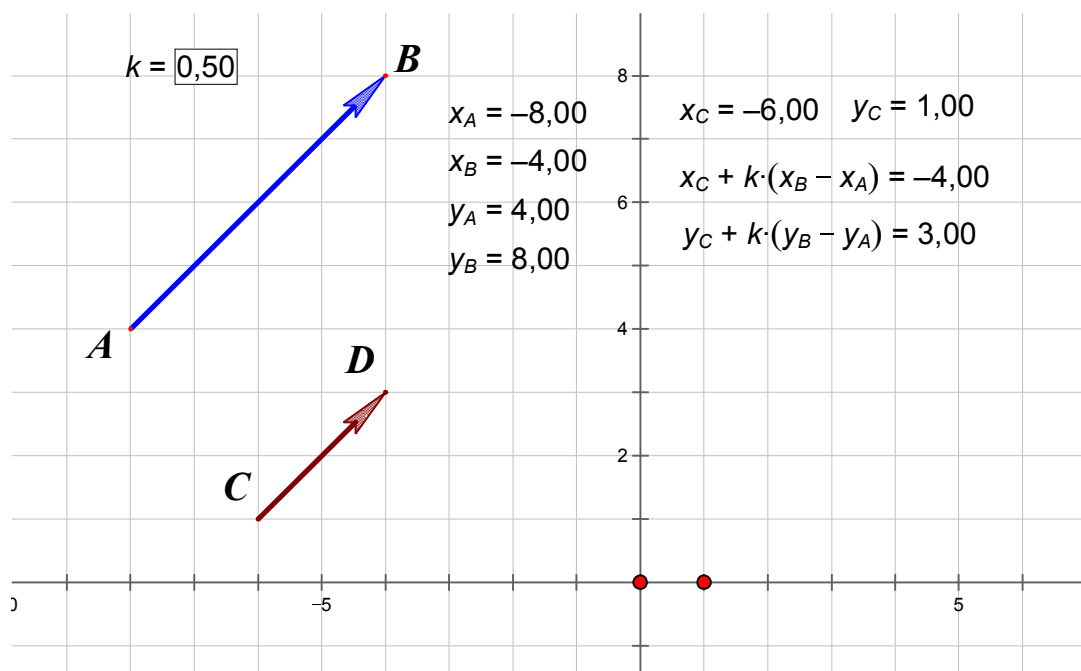 k = 0,50
B
x_A = –8,00
x_B = –4,00
y_A = 4,00
y_B = 8,00
x_C = –6,00 y_C = 1,00
x_C + k·(x_B − x_A) = –4,00
y_C + k·(y_B − y_A) = 3,00
A
D
C
8
6
4
2
0
–5
5